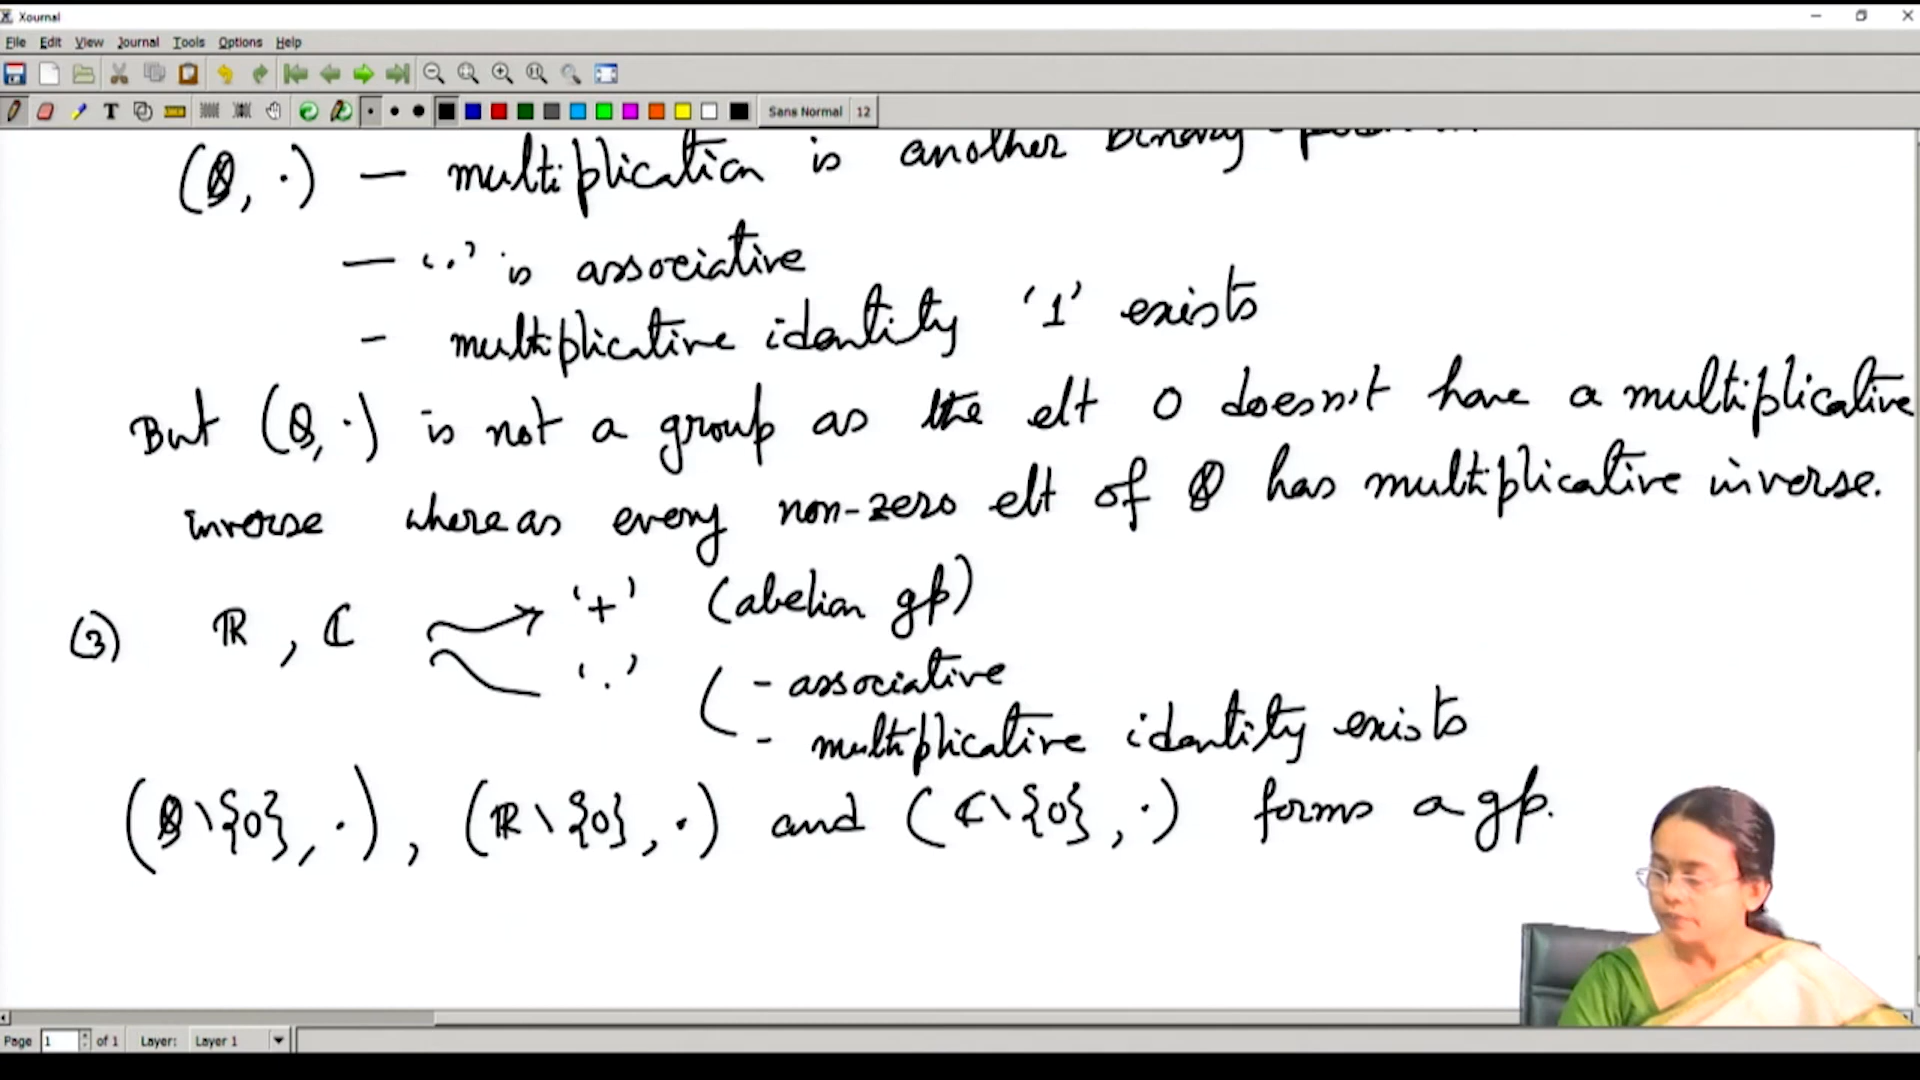 Xournal
File Edit View Journal Tools Options Help
Sans Normal 12
(ℚ, ·) — multiplication is another binary operation
— '·' is associative
- multiplicative identity '1' exists
But (ℚ, ·) is not a group as the elt 0 doesn't have a multiplicative
inverse whereas every non-zero elt of ℚ has multiplicative inverse.
(3) ℝ, ℂ '+' (abelian gp)
'·' ( - associative
- multiplicative identity exists
(ℚ\{0}, ·), (ℝ\{0}, ·) and (ℂ\{0}, ·) forms a gp.
Page 1 of 1 Layer: Layer 1